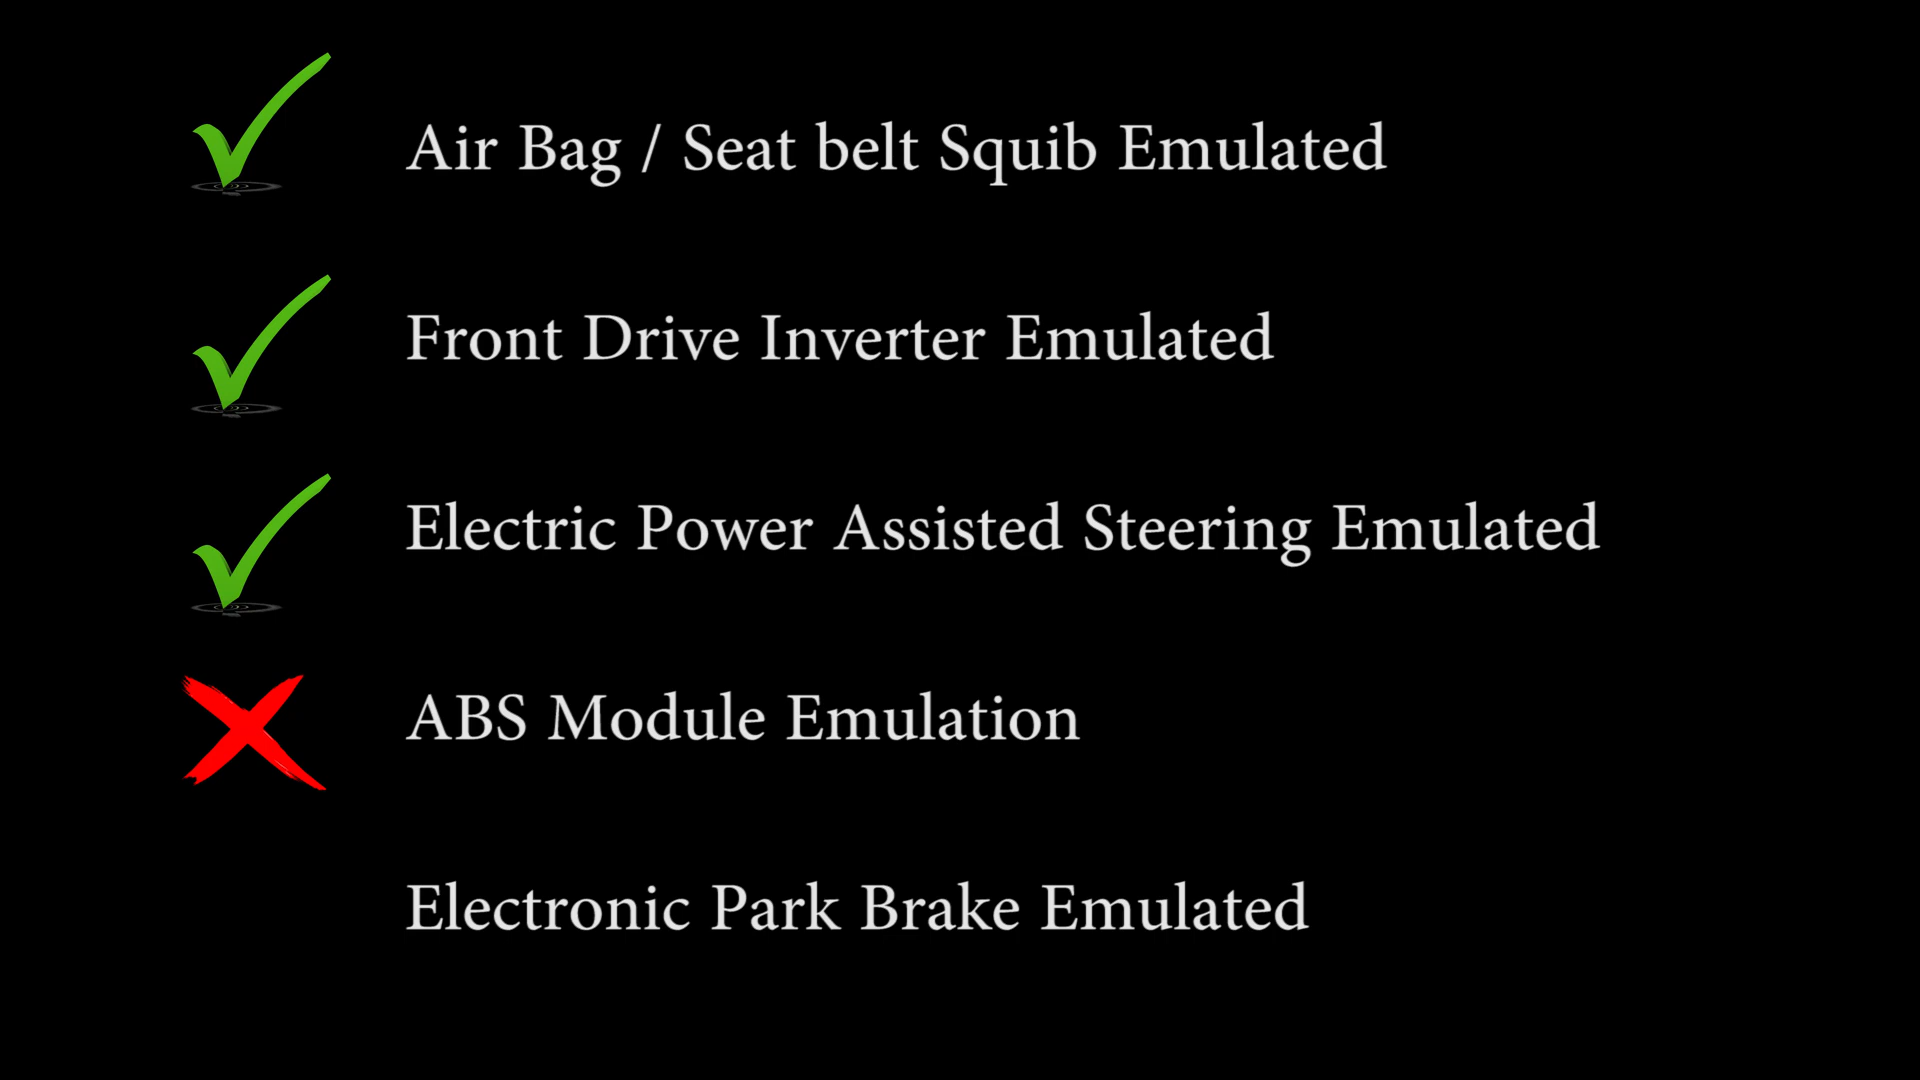 Air Bag / Seat belt Squib Emulated
Front Drive Inverter Emulated
Electric Power Assisted Steering Emulated
ABS Module Emulation
Electronic Park Brake Emulated